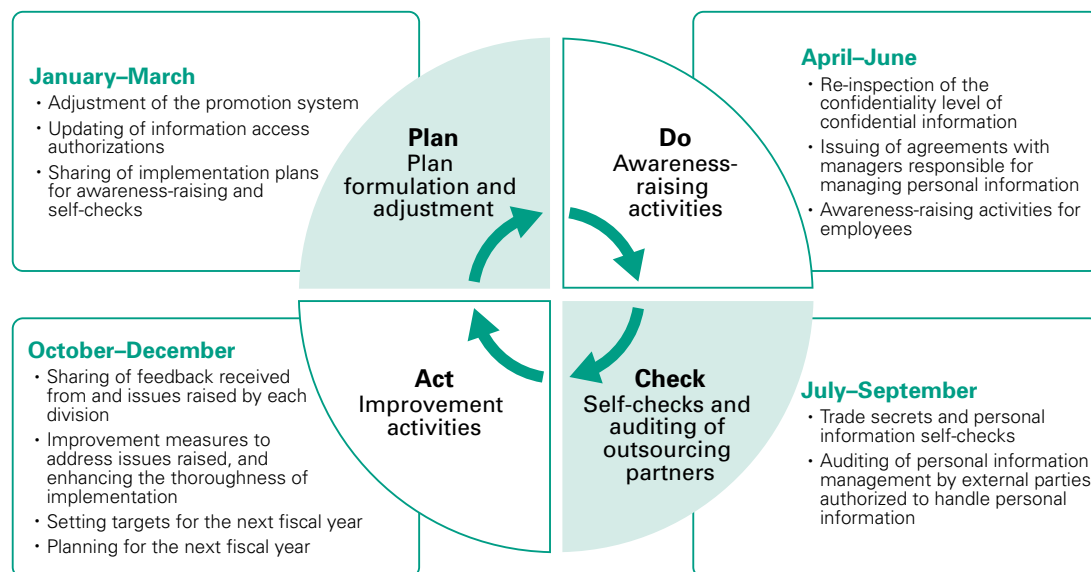 January–March
・Adjustment of the promotion system
・Updating of information access
authorizations
・Sharing of implementation plans
for awareness-raising and
self-checks
Plan
Plan
formulation and
adjustment
Do
Awareness-
raising
activities
April–June
・Re-inspection of the
confidentiality level of
confidential information
・Issuing of agreements with
managers responsible for
managing personal information
・Awareness-raising activities for
employees
October–December
・Sharing of feedback received
from and issues raised by each
division
・Improvement measures to
address issues raised, and
enhancing the thoroughness of
implementation
・Setting targets for the next fiscal year
・Planning for the next fiscal year
Act
Improvement
activities
Check
Self-checks and
auditing of
outsourcing
partners
July–September
・Trade secrets and personal
information self-checks
・Auditing of personal information
management by external parties
authorized to handle personal
information